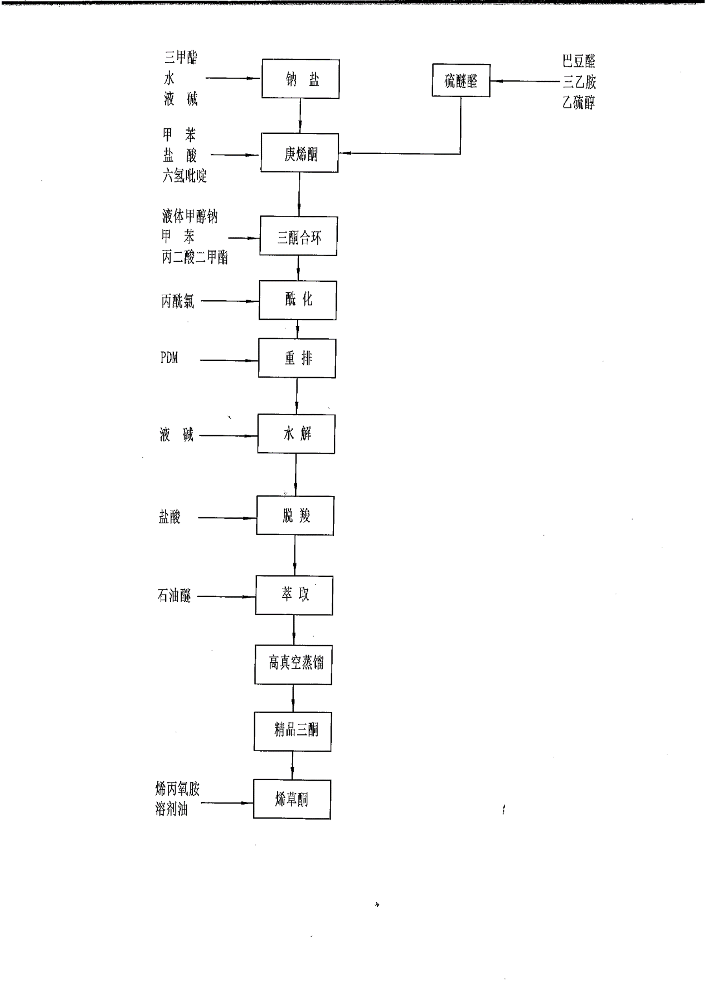 三甲酯
水
液 碱
钠 盐
硫醚醛
巴豆醛
三乙胺
乙硫醇
甲 苯
盐 酸
六氢吡啶
庚烯酮
液体甲醇钠
甲 苯
丙二酸二甲酯
三酮合环
丙酰氯
酰 化
PDM
重 排
液 碱
水 解
盐酸
脱 羧
石油醚
萃 取
高真空蒸馏
精品三酮
烯丙氧胺
溶剂油
烯草酮